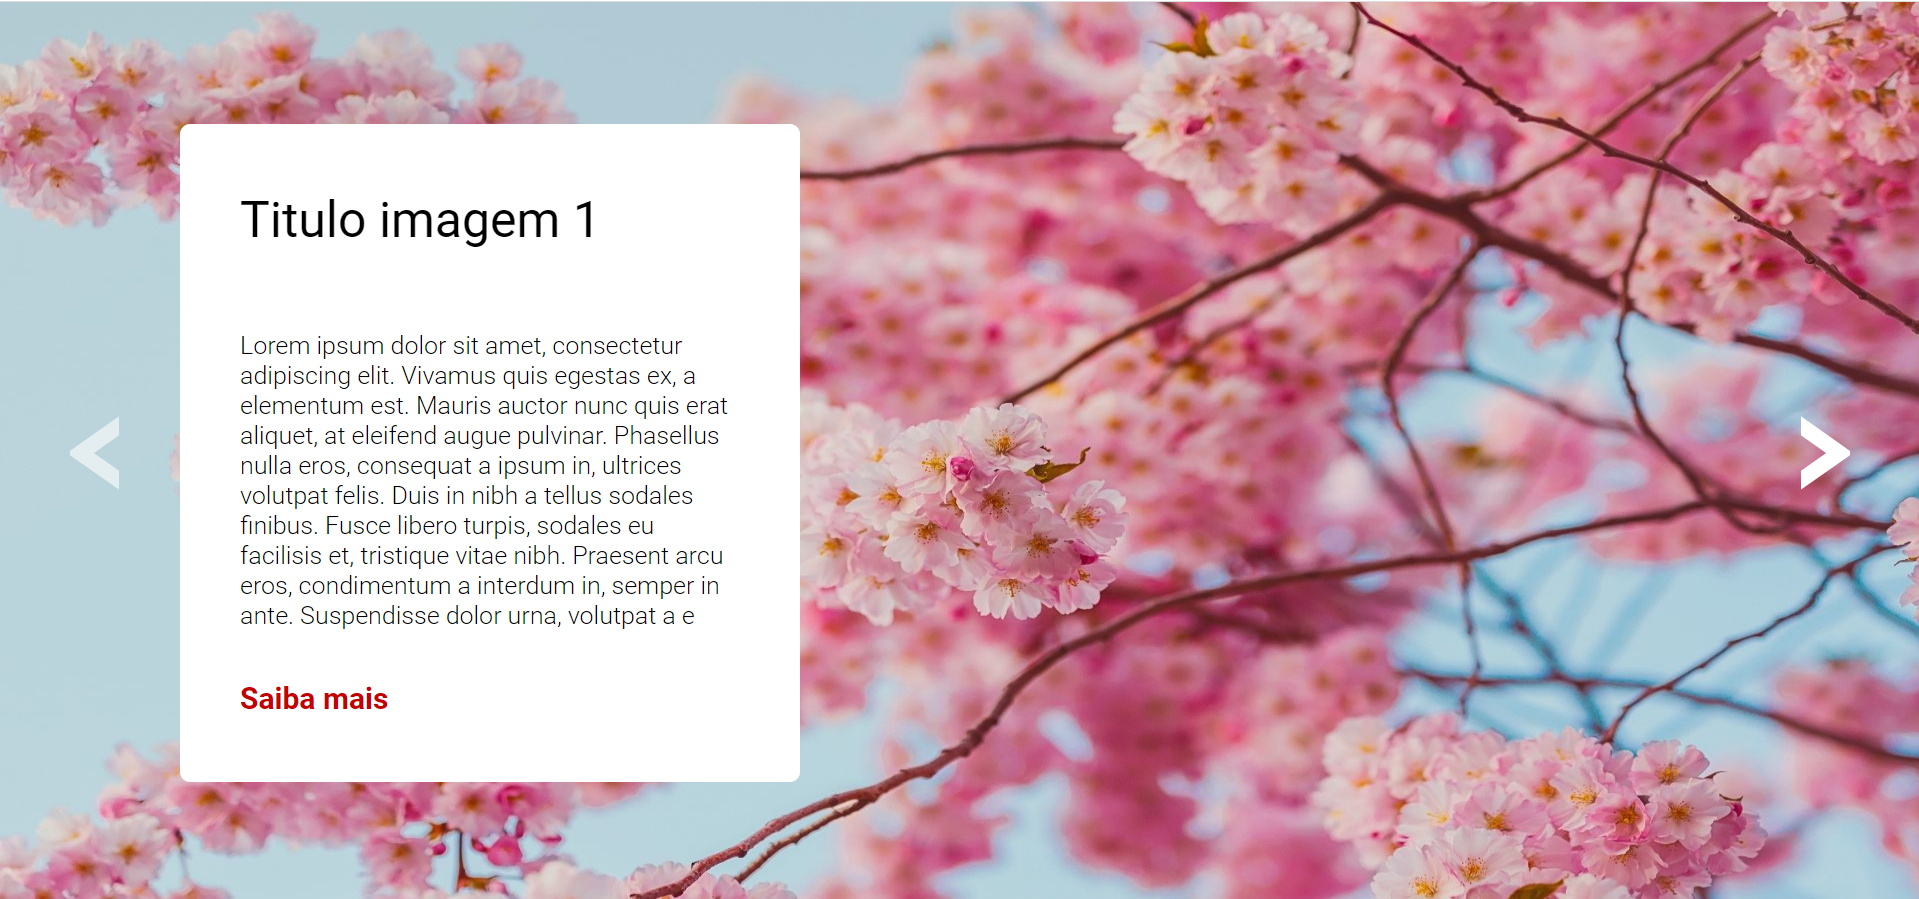 Titulo imagem 1
Lorem ipsum dolor sit amet, consectetur
adipiscing elit. Vivamus quis egestas ex, a
elementum est. Mauris auctor nunc quis erat
aliquet, at eleifend augue pulvinar. Phasellus
nulla eros, consequat a ipsum in, ultrices
volutpat felis. Duis in nibh a tellus sodales
finibus. Fusce libero turpis, sodales eu
facilisis et, tristique vitae nibh. Praesent arcu
eros, condimentum a interdum in, semper in
ante. Suspendisse dolor urna, volutpat a e
Saiba mais